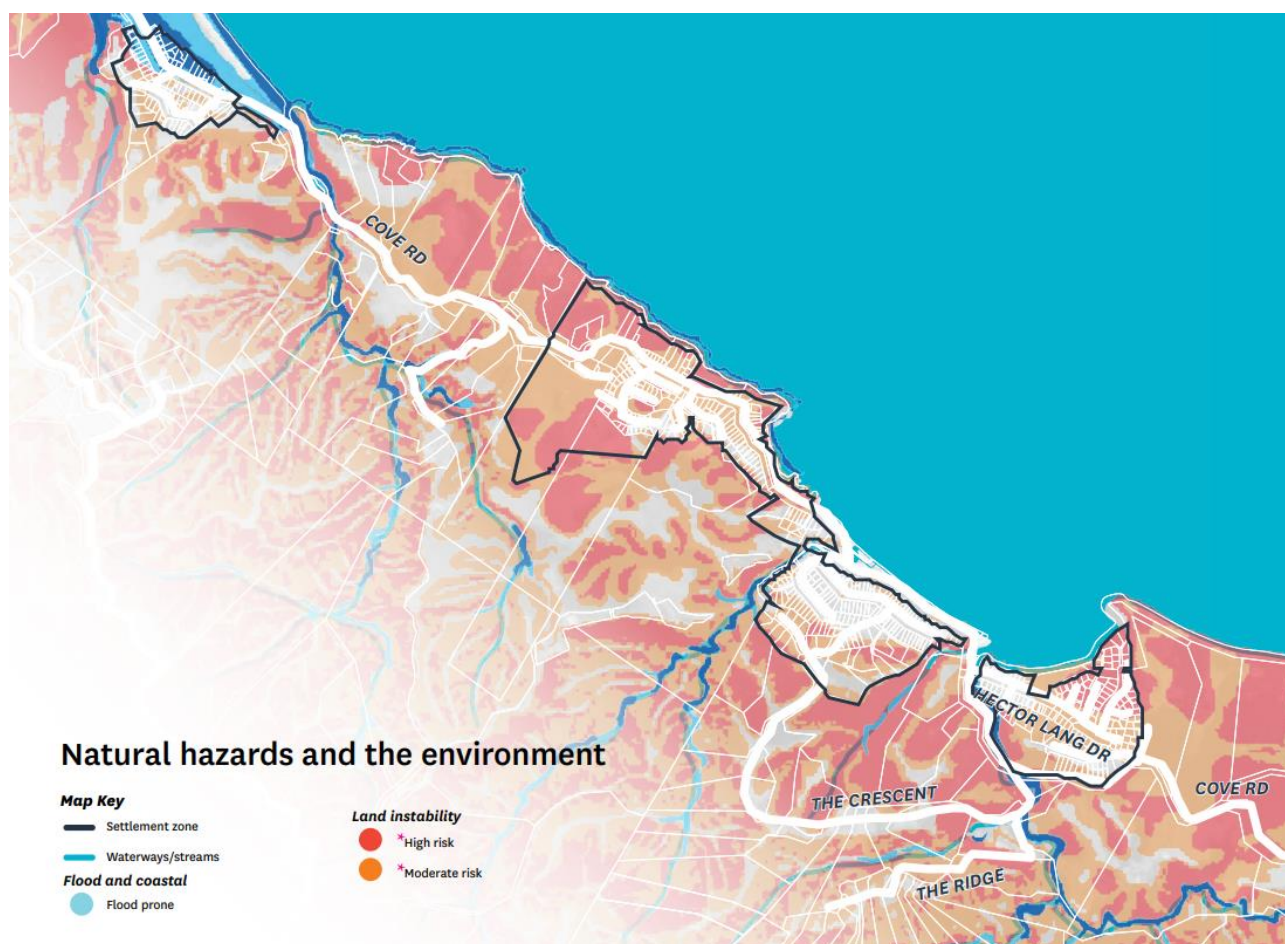 COVE RD
HECTOR LANG DR
THE CRESCENT
COVE RD
THE RIDGE
Natural hazards and the environment
Map Key
Settlement zone
Waterways/streams
Flood and coastal
Flood prone
Land instability
*High risk
*Moderate risk